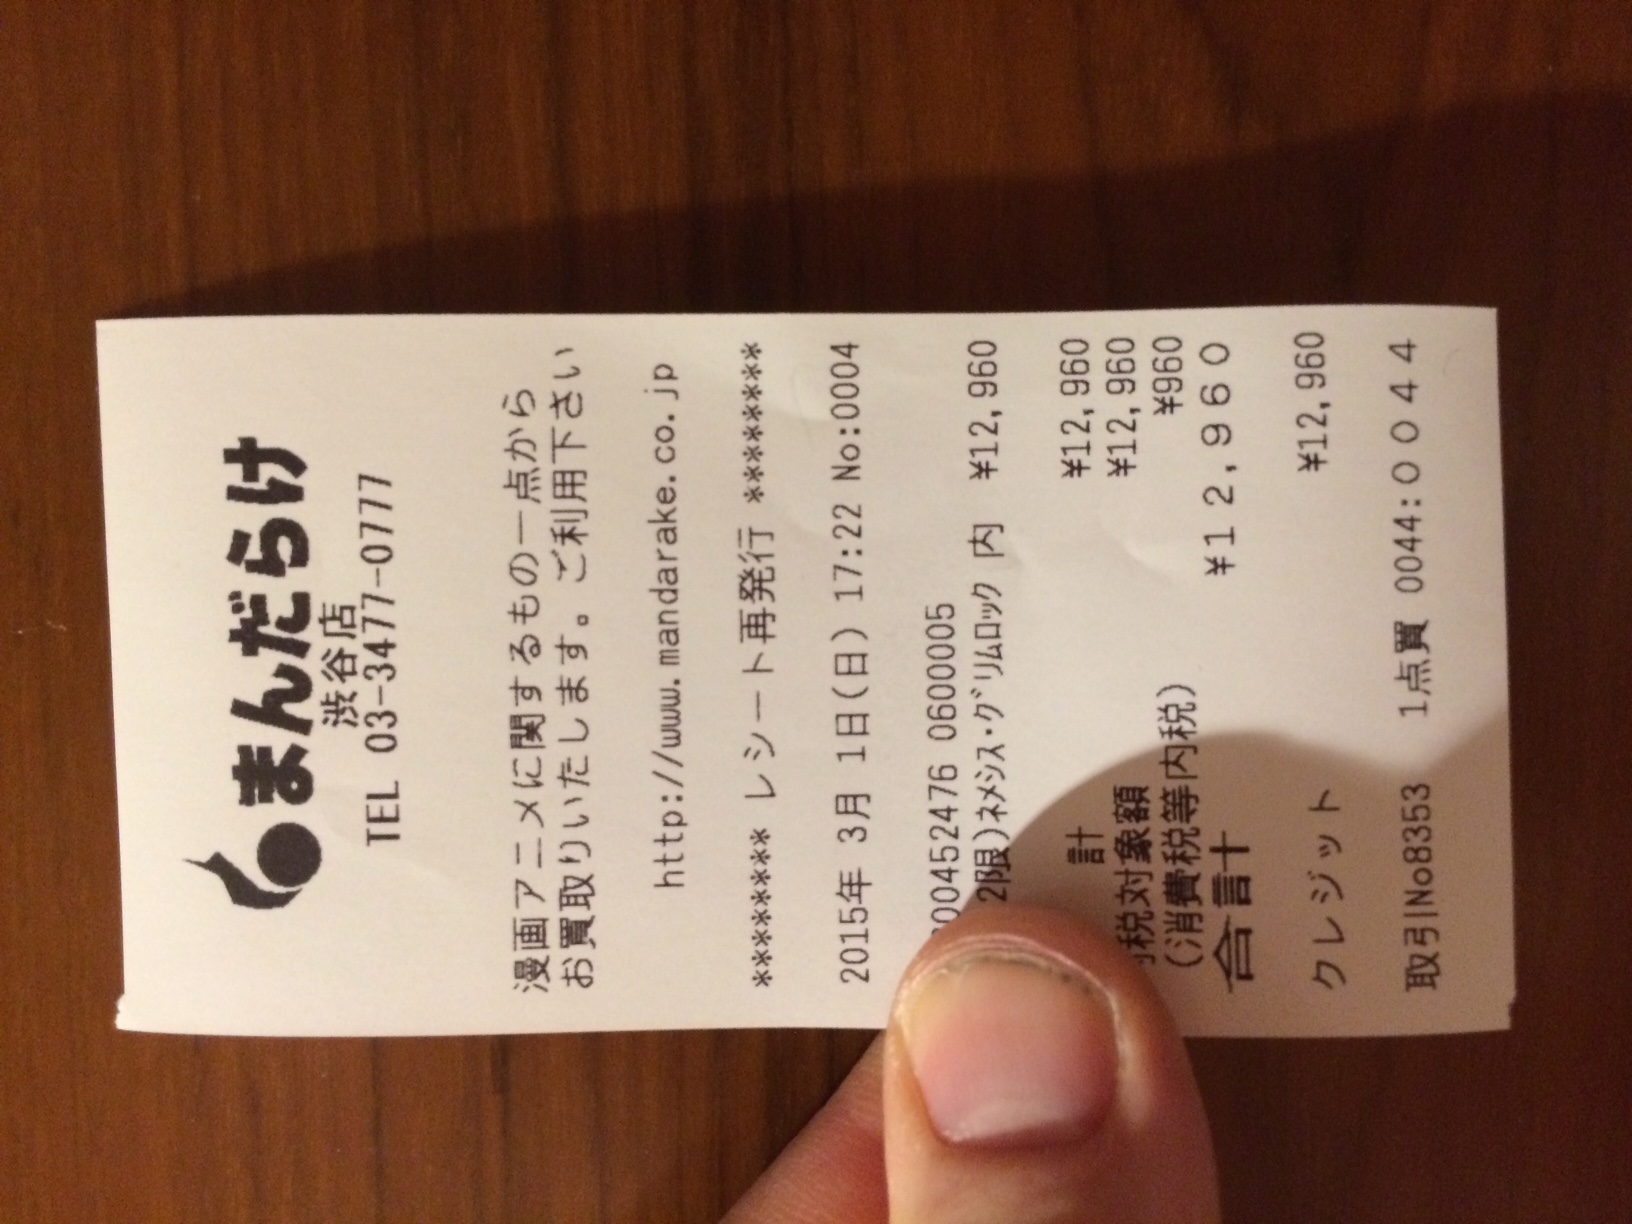 まんだらけ
渋谷店
TEL 03-3477-0777
漫画アニメに関するもの一点から
お買取りいたします。ご利用下さい
http://www.mandarake.co.jp
******** レシート再発行 ********
2015年 3月 1日(日) 17:22 No:0004
00452476 0600005
2限)ﾈﾒｼｽ・ｸﾞﾘﾑﾛｯｸ 内 ¥12,960
計 ¥12,960
内税対象額 ¥12,960
(消費税等内税) ¥960
合計 ¥12,960
クレジット ¥12,960
取引No8353 1点買 0044:0044